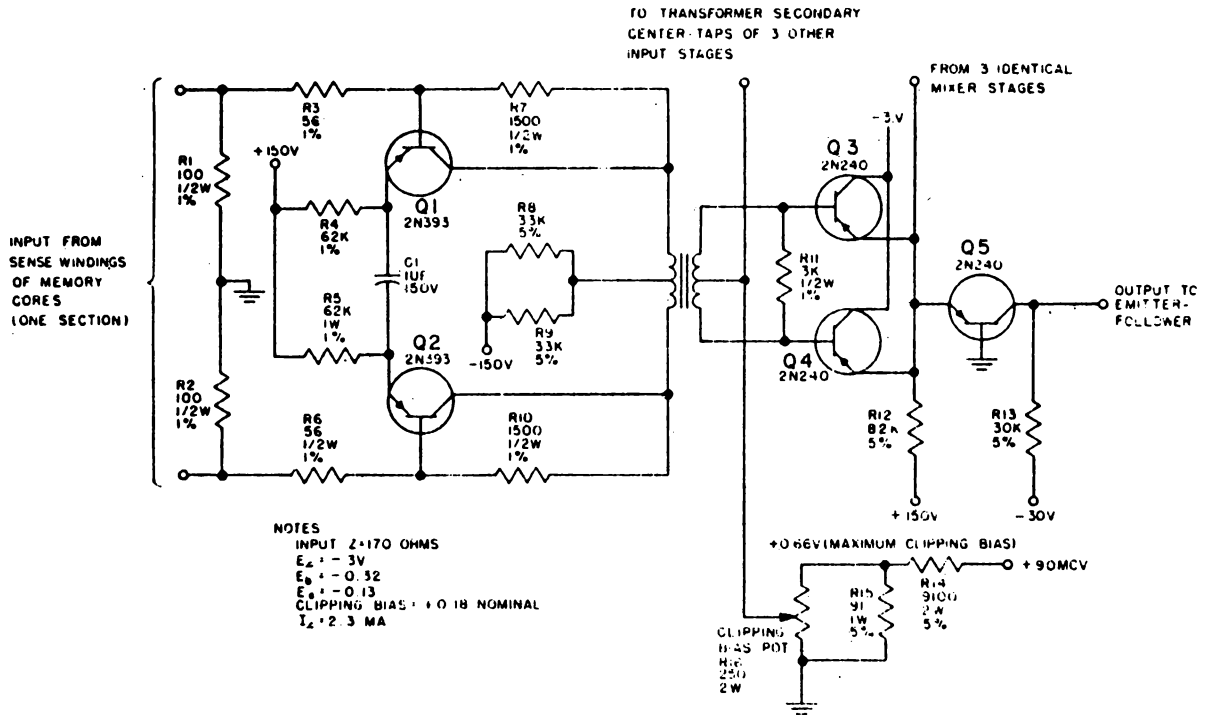 TO TRANSFORMER SECONDARY
CENTER-TAPS OF 3 OTHER
INPUT STAGES
FROM 3 IDENTICAL
MIXER STAGES
-3V
R3
56
1%
R7
1500
1/2W
1%
R1
100
1/2W
1%
+150V
Q1
2N393
R4
62K
1%
R8
33K
5%
Q3
2N240
INPUT FROM
SENSE WINDINGS
OF MEMORY
CORES
(ONE SECTION)
C1
1UF
150V
R11
3K
1/2W
1%
Q5
2N240
OUTPUT TO
EMITTER-
FOLLOWER
R5
62K
1W
1%
R9
33K
5%
-150V
Q2
2N393
Q4
2N240
R2
100
1/2W
1%
R6
56
1/2W
1%
R10
1500
1/2W
1%
R12
82K
5%
R13
30K
5%
+150V
-30V
NOTES
INPUT Z=170 OHMS
E = -3V
E = -0.32
E = -0.13
CLIPPING BIAS = +0.18 NOMINAL
I = 2.3 MA
+0.66V (MAXIMUM CLIPPING BIAS)
+90MCV
R14
9100
2W
5%
R15
91
1W
5%
CLIPPING
BIAS POT
R16
250
2W